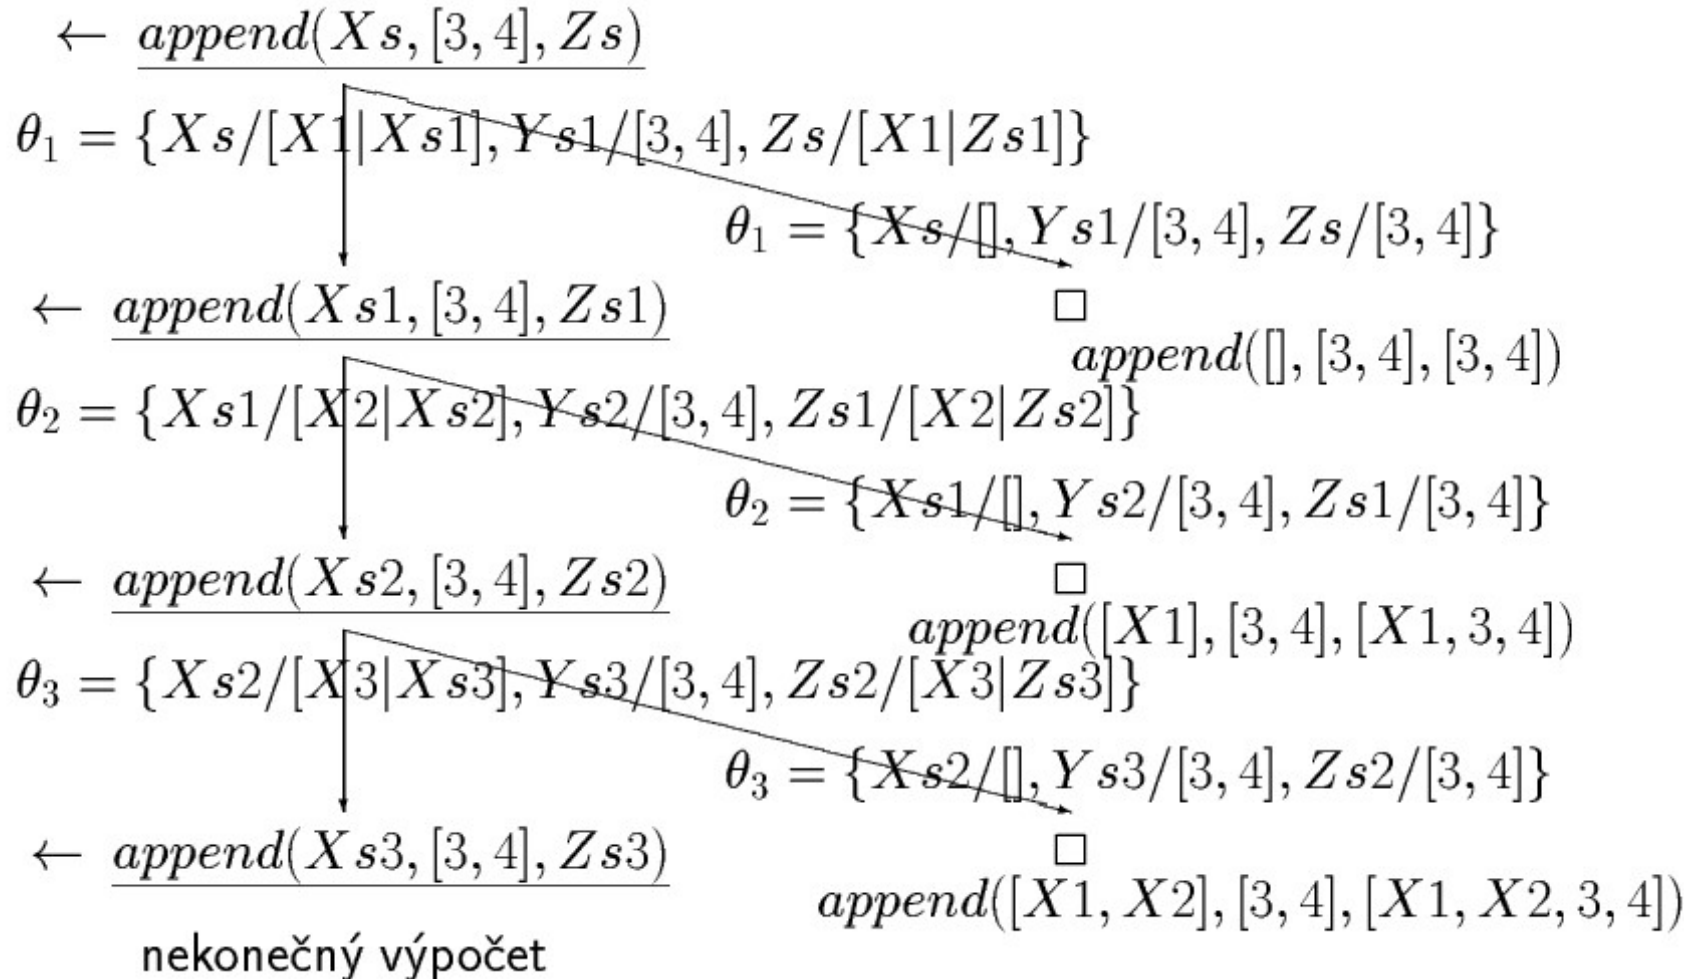 ← append(Xs, [3, 4], Zs)
θ₁ = {Xs/[X1|Xs1], Ys1/[3, 4], Zs/[X1|Zs1]}
θ₁ = {Xs/[], Ys1/[3, 4], Zs/[3, 4]}
← append(Xs1, [3, 4], Zs1)
□
append([], [3, 4], [3, 4])
θ₂ = {Xs1/[X2|Xs2], Ys2/[3, 4], Zs1/[X2|Zs2]}
θ₂ = {Xs1/[], Ys2/[3, 4], Zs1/[3, 4]}
← append(Xs2, [3, 4], Zs2)
□
append([X1], [3, 4], [X1, 3, 4])
θ₃ = {Xs2/[X3|Xs3], Ys3/[3, 4], Zs2/[X3|Zs3]}
θ₃ = {Xs2/[], Ys3/[3, 4], Zs2/[3, 4]}
← append(Xs3, [3, 4], Zs3)
□
append([X1, X2], [3, 4], [X1, X2, 3, 4])
nekonečný výpočet